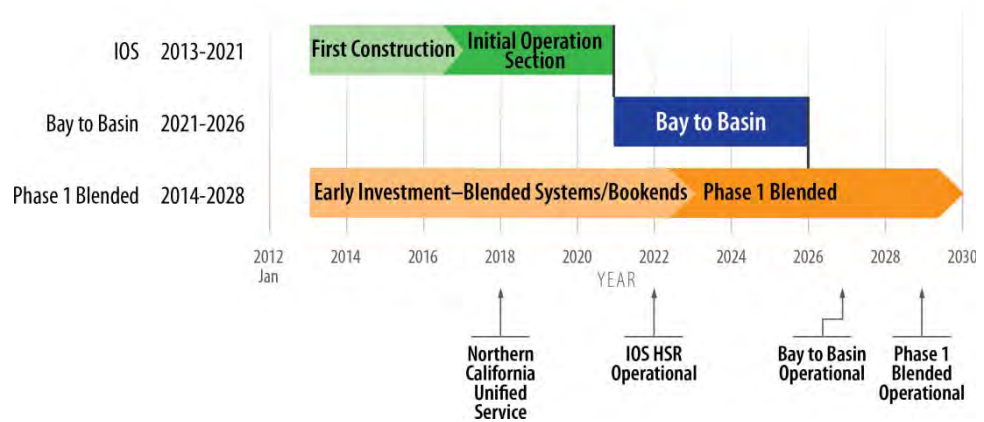 IOS 2013-2021
First Construction
Initial Operation
Section
Bay to Basin 2021-2026
Bay to Basin
Phase 1 Blended 2014-2028
Early Investment–Blended Systems/Bookends
Phase 1 Blended
2012 2014 2016 2018 2020 2022 2024 2026 2028 2030
Jan
YEAR
Northern
California
Unified
Service
IOS HSR
Operational
Bay to Basin
Operational
Phase 1
Blended
Operational